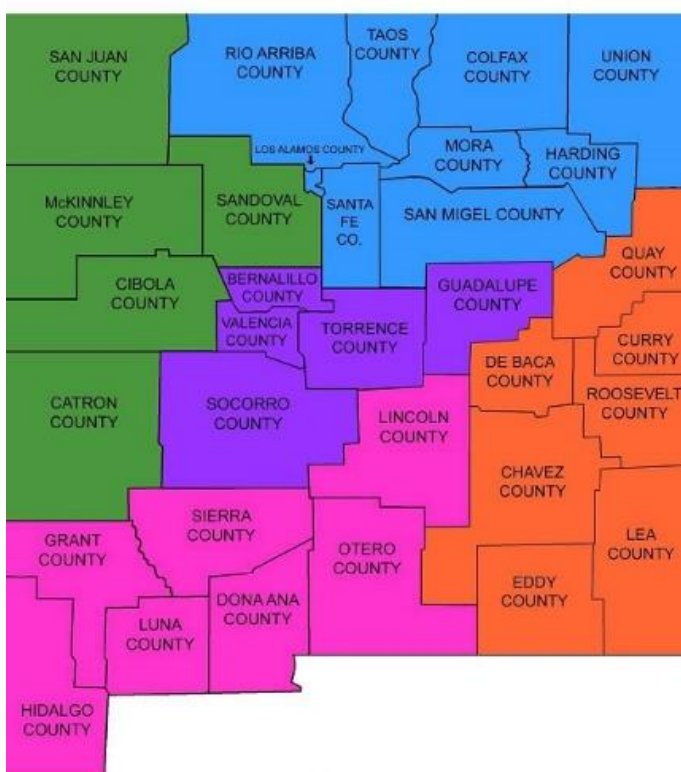 SAN JUAN
COUNTY
RIO ARRIBA
COUNTY
TAOS
COUNTY
COLFAX
COUNTY
UNION
COUNTY
LOS ALAMOS COUNTY
MORA
COUNTY
HARDING
COUNTY
McKINNLEY
COUNTY
SANDOVAL
COUNTY
SANTA
FE
CO.
SAN MIGEL COUNTY
QUAY
COUNTY
CIBOLA
COUNTY
BERNALILLO
COUNTY
GUADALUPE
COUNTY
VALENCIA
COUNTY
TORRENCE
COUNTY
CURRY
COUNTY
DE BACA
COUNTY
ROOSEVELT
COUNTY
CATRON
COUNTY
SOCORRO
COUNTY
LINCOLN
COUNTY
CHAVEZ
COUNTY
SIERRA
COUNTY
GRANT
COUNTY
OTERO
COUNTY
LEA
COUNTY
EDDY
COUNTY
DONA ANA
COUNTY
LUNA
COUNTY
HIDALGO
COUNTY